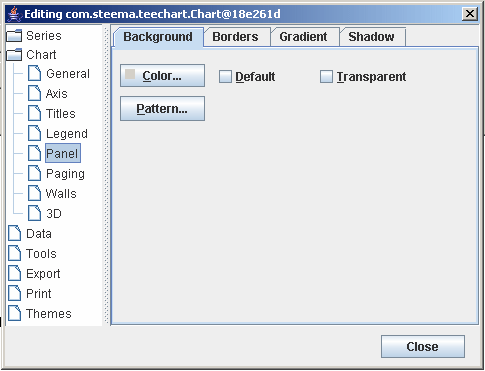 Editing com.steema.teechart.Chart@18e261d
Series
Chart
General
Axis
Titles
Legend
Panel
Paging
Walls
3D
Data
Tools
Export
Print
Themes
Background Borders Gradient Shadow
Color... Default Transparent
Pattern...
Close